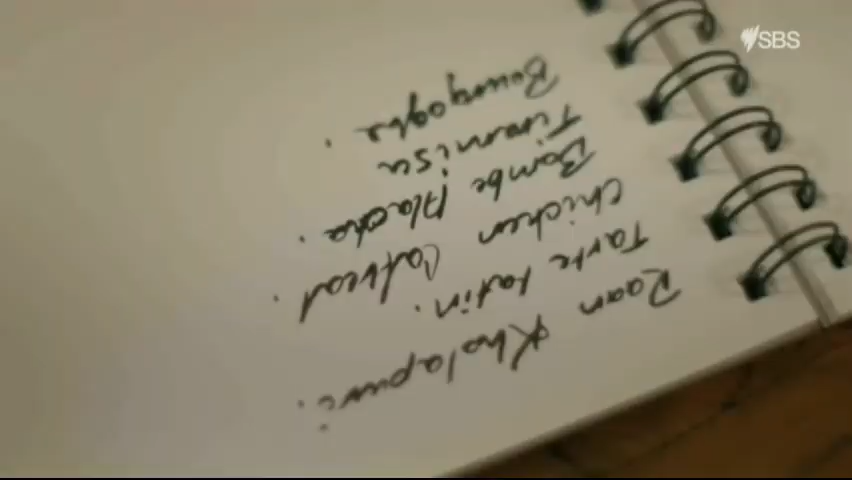 SBS
Raan Kholapuri.
Tarte tatin.
Chicken Cafreal.
Bombe Alaska.
Tiramisu